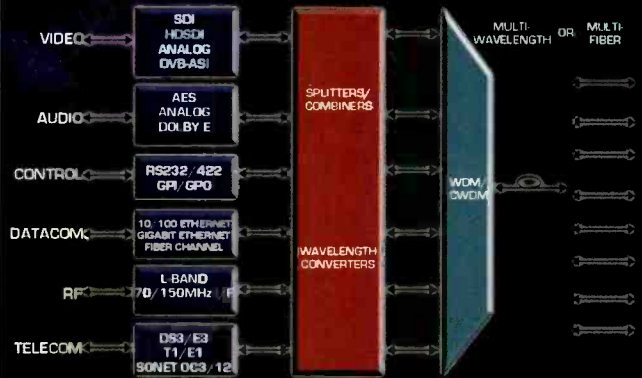 VIDEO
SDI
HDSDI
ANALOG
DVB-ASI
AUDIO
AES
ANALOG
DOLBY E
CONTROL
RS232/422
GPI/GPO
DATACOM
10/100 ETHERNET
GIGABIT ETHERNET
FIBER CHANNEL
RF
L-BAND
70/150MHz IF
TELECOM
DS3/E3
T1/E1
SONET OC3/12
SPLITTERS/
COMBINERS
WAVELENGTH
CONVERTERS
WDM/
CWDM
MULTI-
WAVELENGTH
OR
MULTI-
FIBER